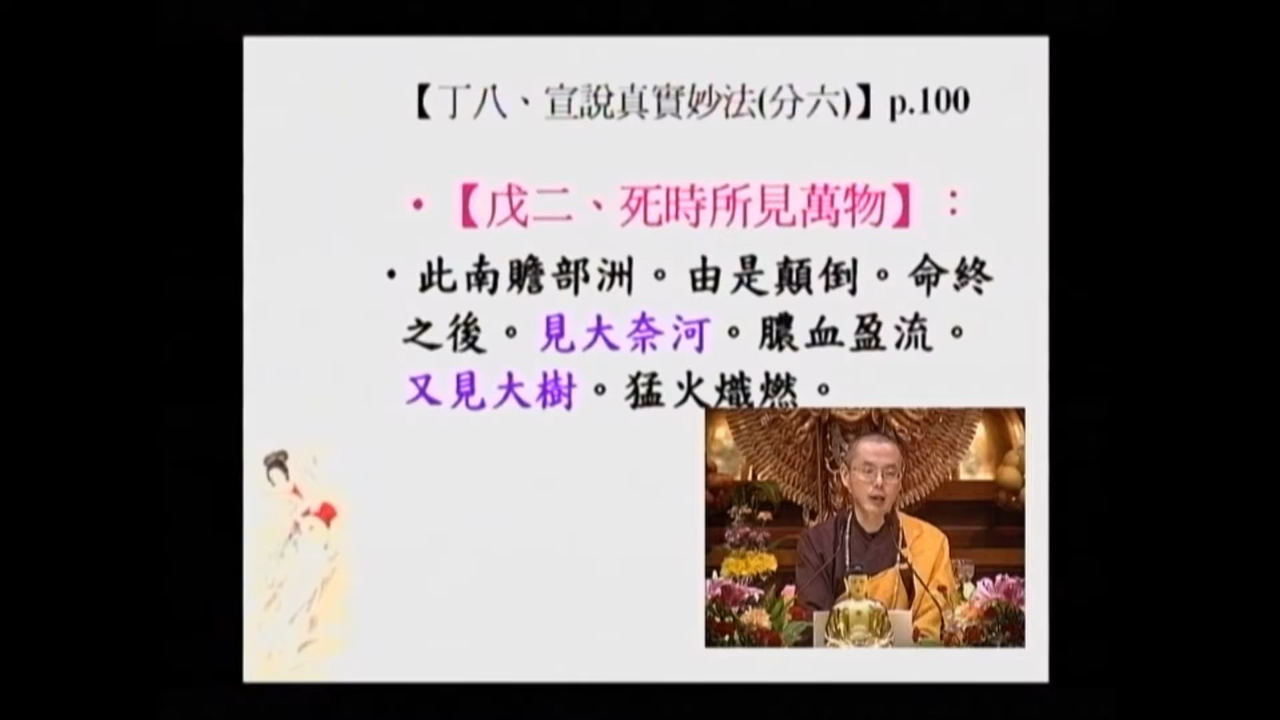 【丁八、宣說真實妙法(分六)】p.100
•【戊二、死時所見萬物】：
•此南贍部洲。由是顛倒。命終
之後。見大奈河。膿血盈流。
又見大樹。猛火熾燃。